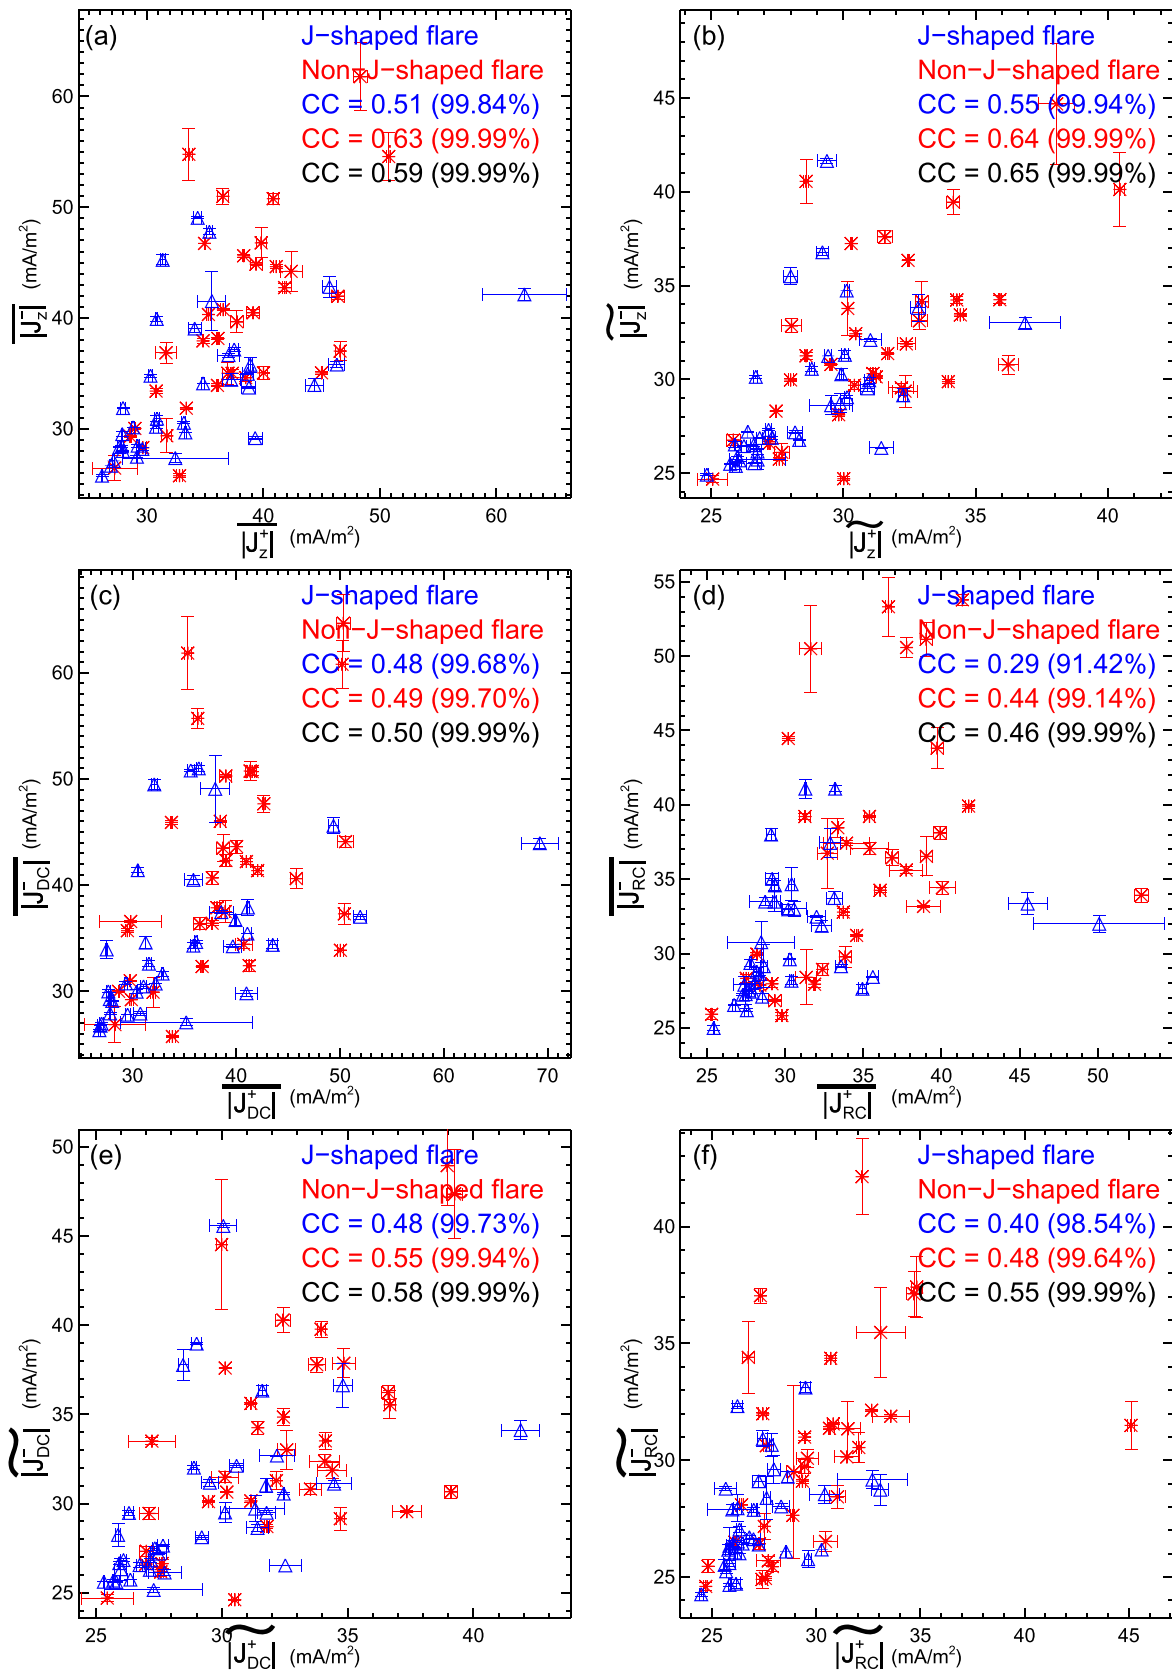 (a)
J−shaped flare
Non−J−shaped flare
CC = 0.51 (99.84%)
CC = 0.63 (99.99%)
CC = 0.59 (99.99%)
60
50
40
30
|J_z^-| (mA/m²)
30 40 50 60
|J_z^+| (mA/m²)
(b)
J−shaped flare
Non−J−shaped flare
CC = 0.55 (99.94%)
CC = 0.64 (99.99%)
CC = 0.65 (99.99%)
45
40
35
30
25
|J_z^-| (mA/m²)
25 30 35 40
|J_z^+| (mA/m²)
(c)
J−shaped flare
Non−J−shaped flare
CC = 0.48 (99.68%)
CC = 0.49 (99.70%)
CC = 0.50 (99.99%)
60
50
40
30
|J_DC^-| (mA/m²)
30 40 50 60 70
|J_DC^+| (mA/m²)
(d)
J−shaped flare
Non−J−shaped flare
CC = 0.29 (91.42%)
CC = 0.44 (99.14%)
CC = 0.46 (99.99%)
55
50
45
40
35
30
25
|J_RC^-| (mA/m²)
25 30 35 40 45 50
|J_RC^+| (mA/m²)
(e)
J−shaped flare
Non−J−shaped flare
CC = 0.48 (99.73%)
CC = 0.55 (99.94%)
CC = 0.58 (99.99%)
50
45
40
35
30
25
|J_DC^-| (mA/m²)
25 30 35 40
|J_DC^+| (mA/m²)
(f)
J−shaped flare
Non−J−shaped flare
CC = 0.40 (98.54%)
CC = 0.48 (99.64%)
CC = 0.55 (99.99%)
40
35
30
25
|J_RC^-| (mA/m²)
25 30 35 40 45
|J_RC^+| (mA/m²)